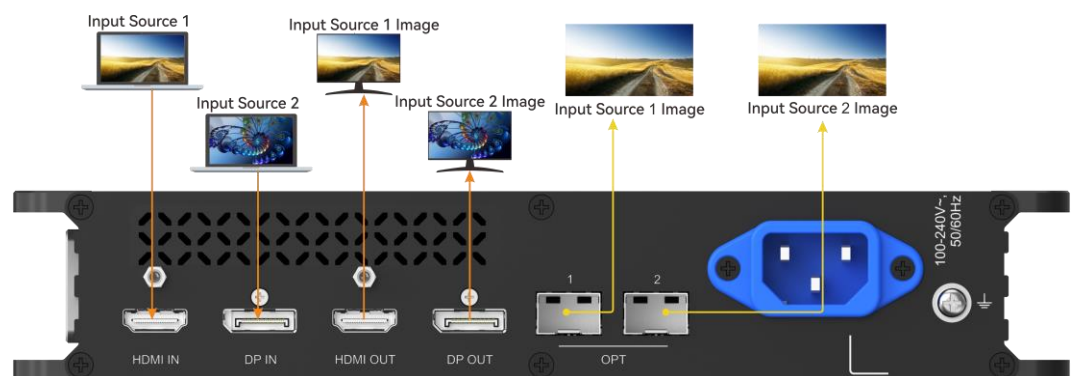 Input Source 1
Input Source 1 Image
Input Source 2
Input Source 2 Image
Input Source 1 Image
Input Source 2 Image
100-240V~,
50/60Hz
1
2
HDMI IN
DP IN
HDMI OUT
DP OUT
OPT